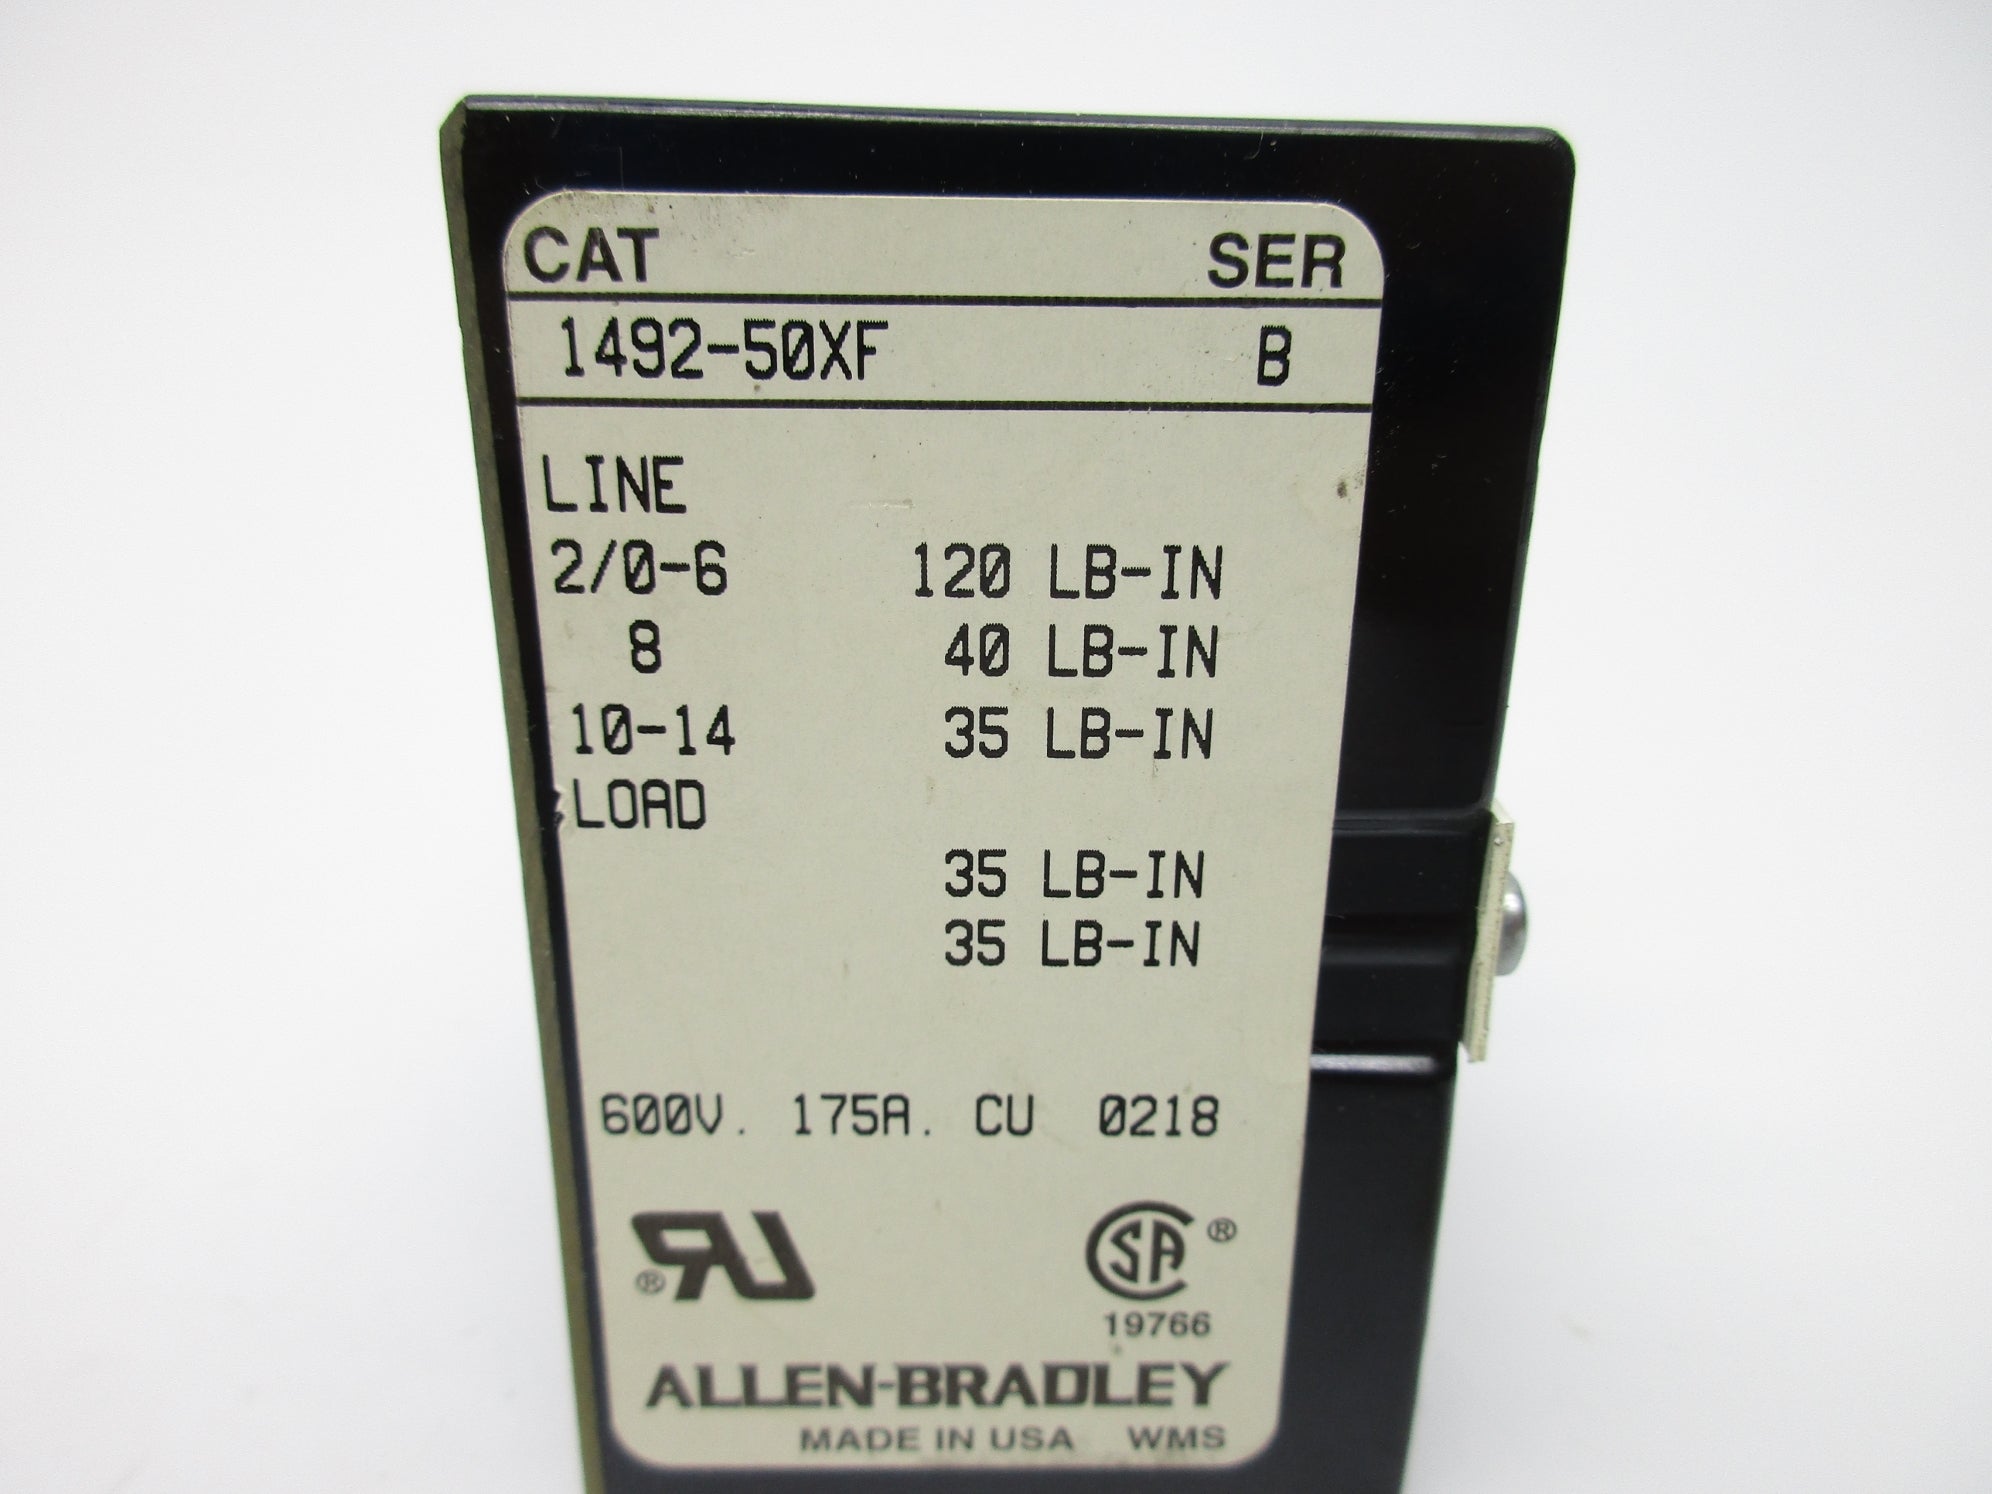 CAT SER
1492-50XF B
LINE
2/0-6 120 LB-IN
8 40 LB-IN
10-14 35 LB-IN
LOAD
35 LB-IN
35 LB-IN
600V. 175A. CU 0218
RU® SA®
19766
ALLEN-BRADLEY
MADE IN USA WMS